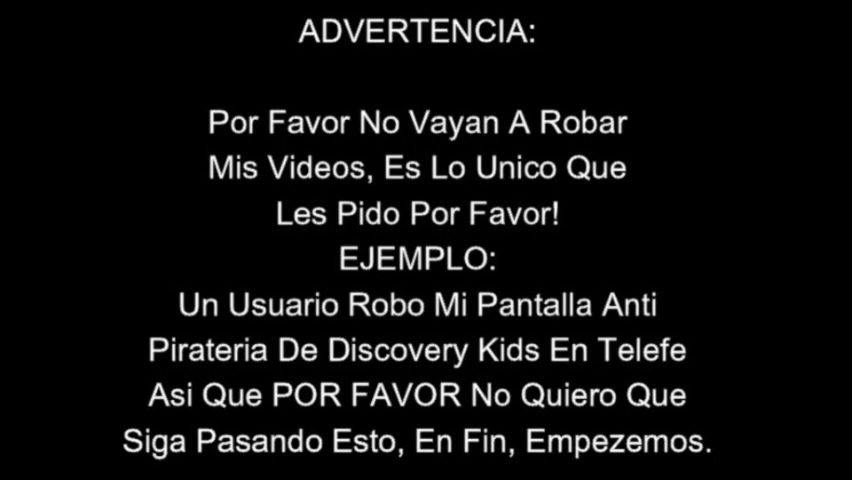 ADVERTENCIA:
Por Favor No Vayan A Robar
Mis Videos, Es Lo Unico Que
Les Pido Por Favor!
EJEMPLO:
Un Usuario Robo Mi Pantalla Anti
Pirateria De Discovery Kids En Telefe
Asi Que POR FAVOR No Quiero Que
Siga Pasando Esto, En Fin, Empezemos.